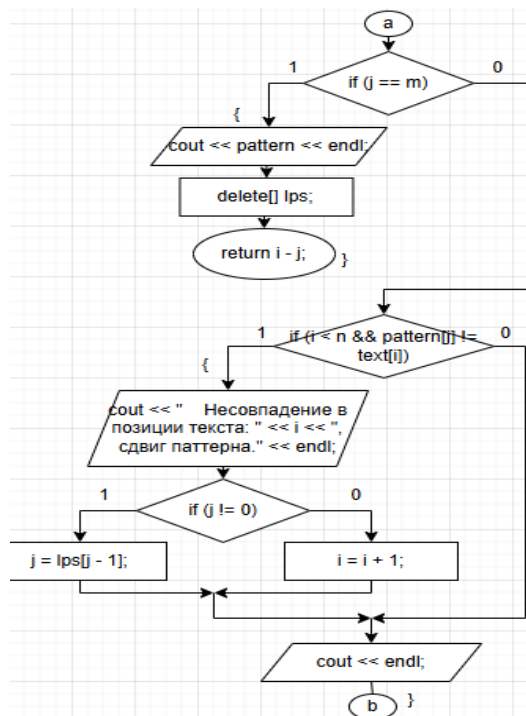 a
1
0
if (j == m)
{
cout << pattern << endl;
delete[] lps;
return i - j;
}
1
0
if (i < n && pattern[j] !=
text[i])
{
cout << "    Несовпадение в
позиции текста: " << i << ",
сдвиг паттерна." << endl;
1
0
if (j != 0)
j = lps[j - 1];
i = i + 1;
cout << endl;
b
}